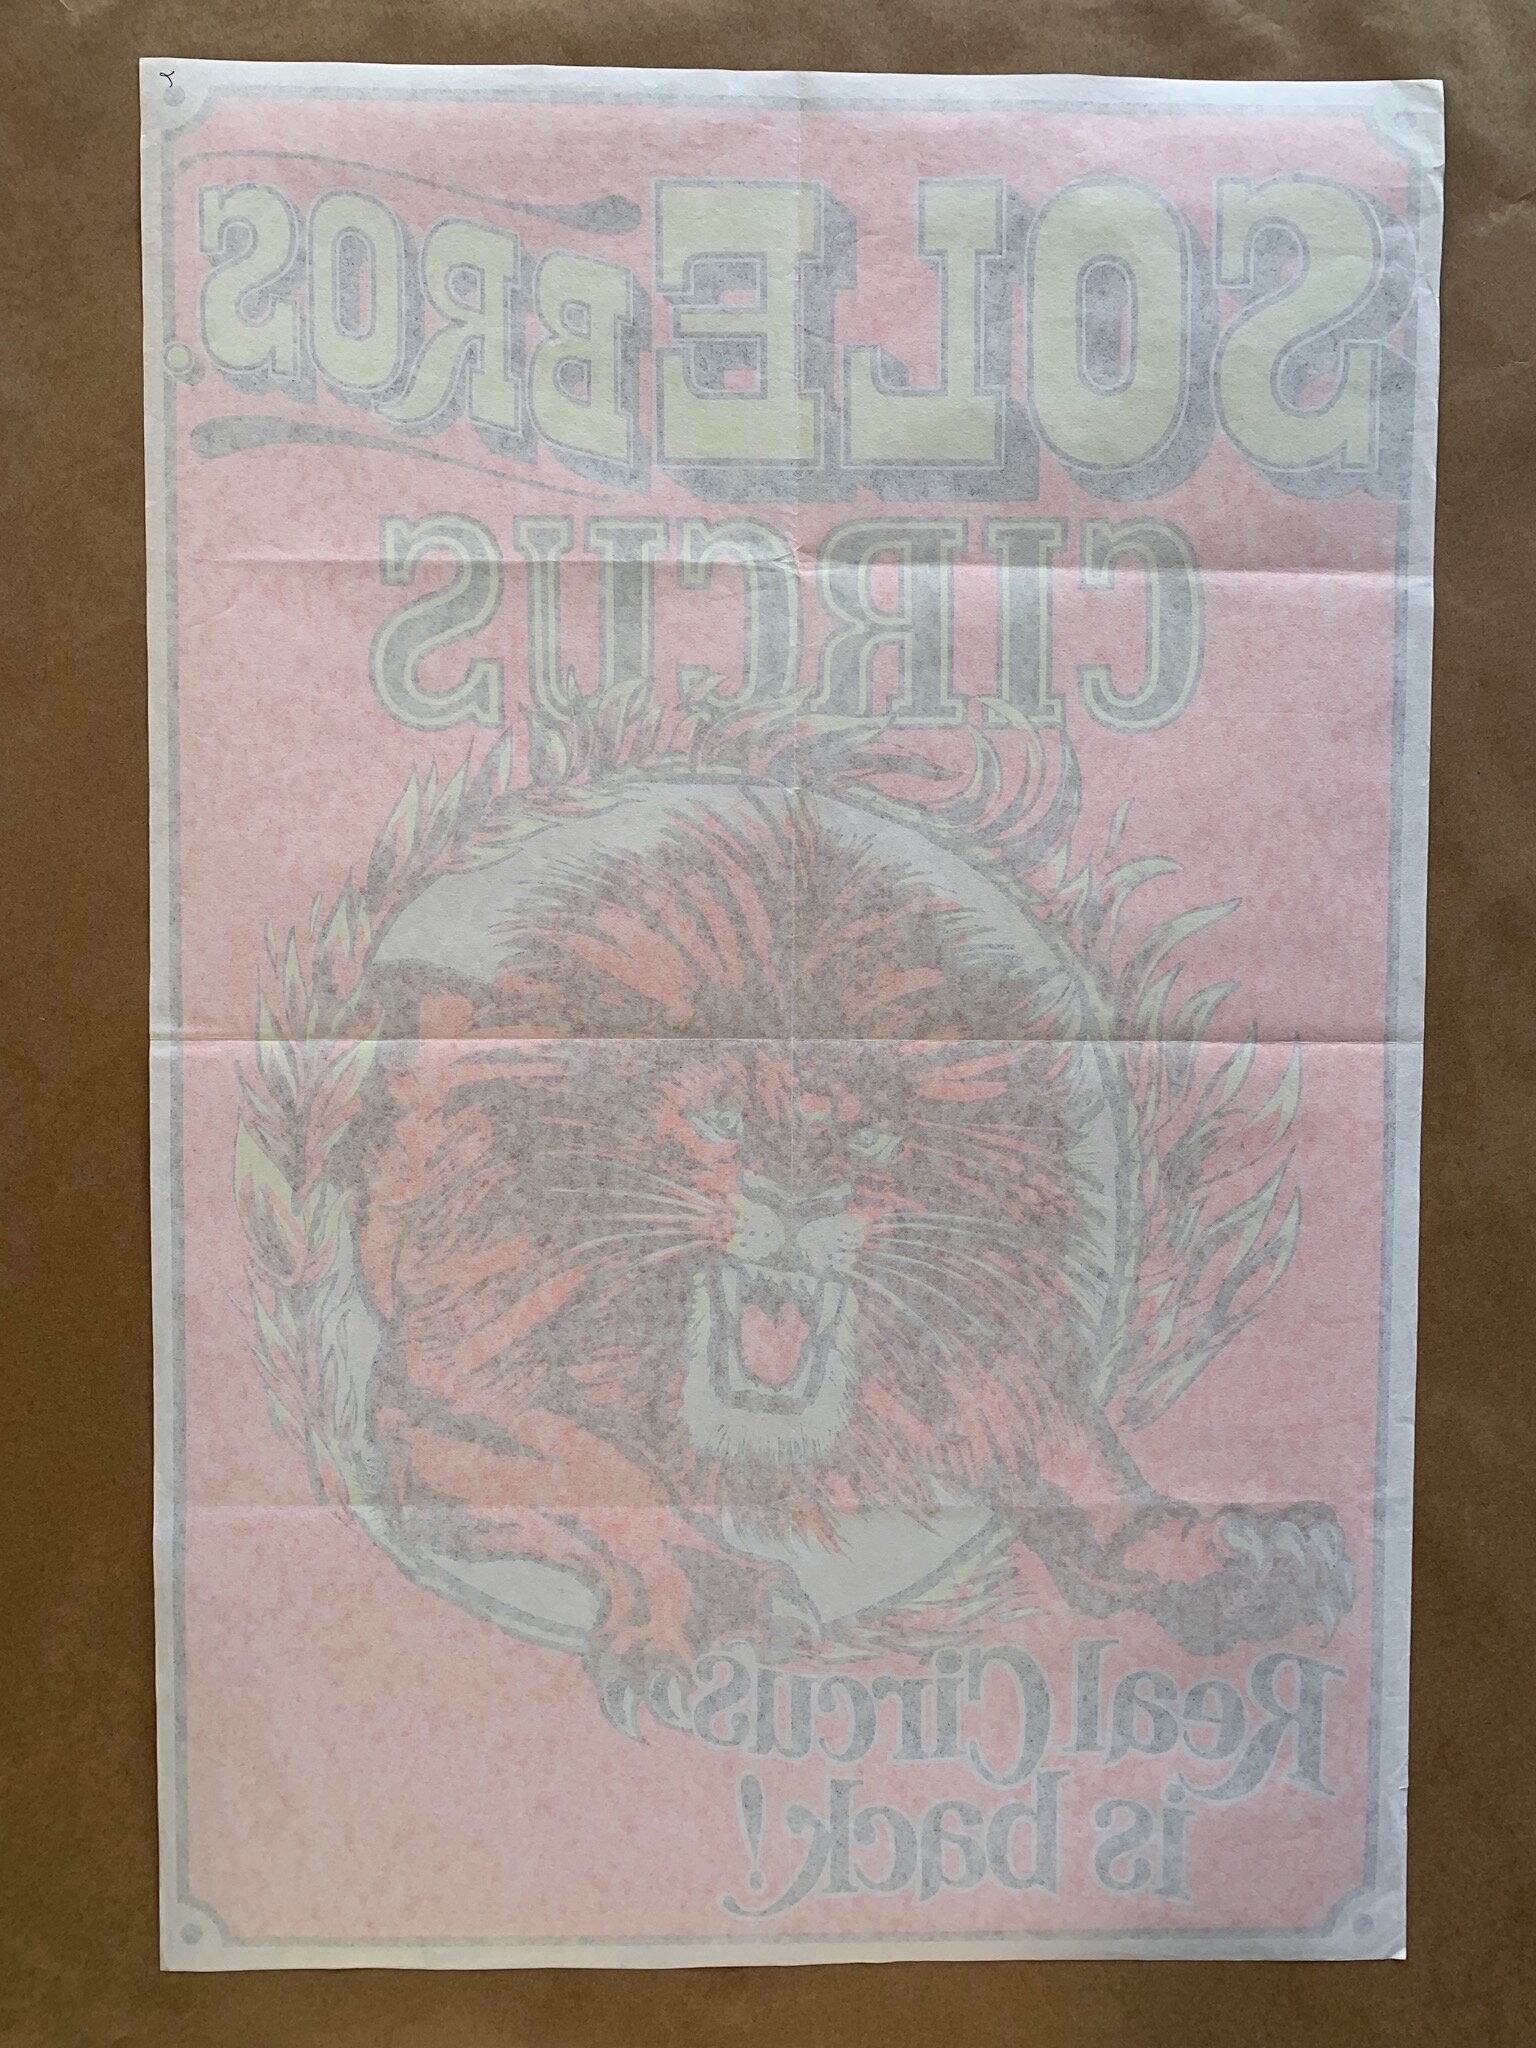 SOLE BROS.
CIRCUS
Real Circus
is back!